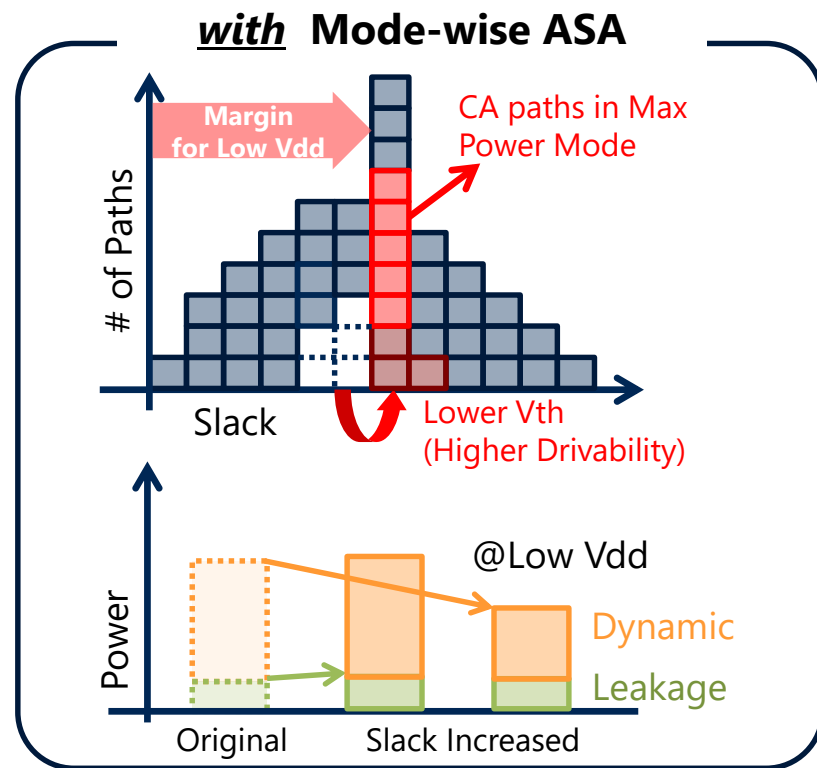 with Mode-wise ASA
Margin
for Low Vdd
CA paths in Max
Power Mode
# of Paths
Slack
Lower Vth
(Higher Drivability)
@Low Vdd
Power
Dynamic
Leakage
Original
Slack Increased